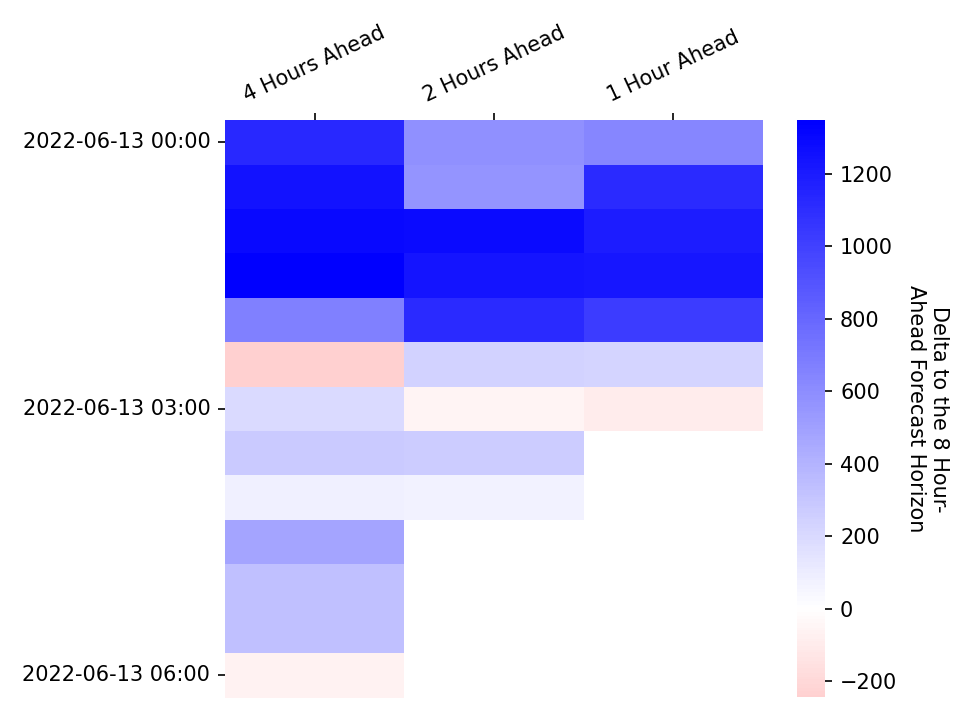 4 Hours Ahead
2 Hours Ahead
1 Hour Ahead
2022-06-13 00:00
2022-06-13 03:00
2022-06-13 06:00
1200
1000
800
600
400
200
0
−200
Delta to the 8 Hour-
Ahead Forecast Horizon